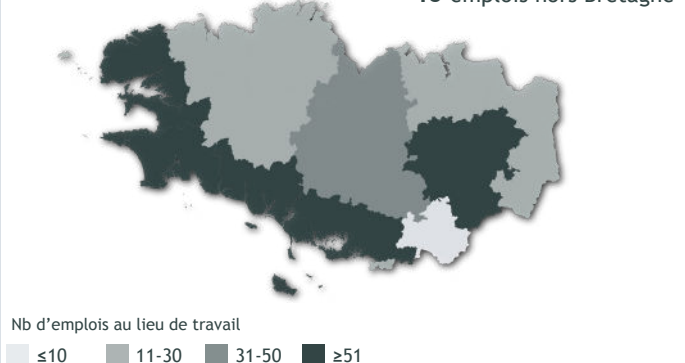 emplois hors Bretagne
Nb d’emplois au lieu de travail
≤10 11-30 31-50 ≥51